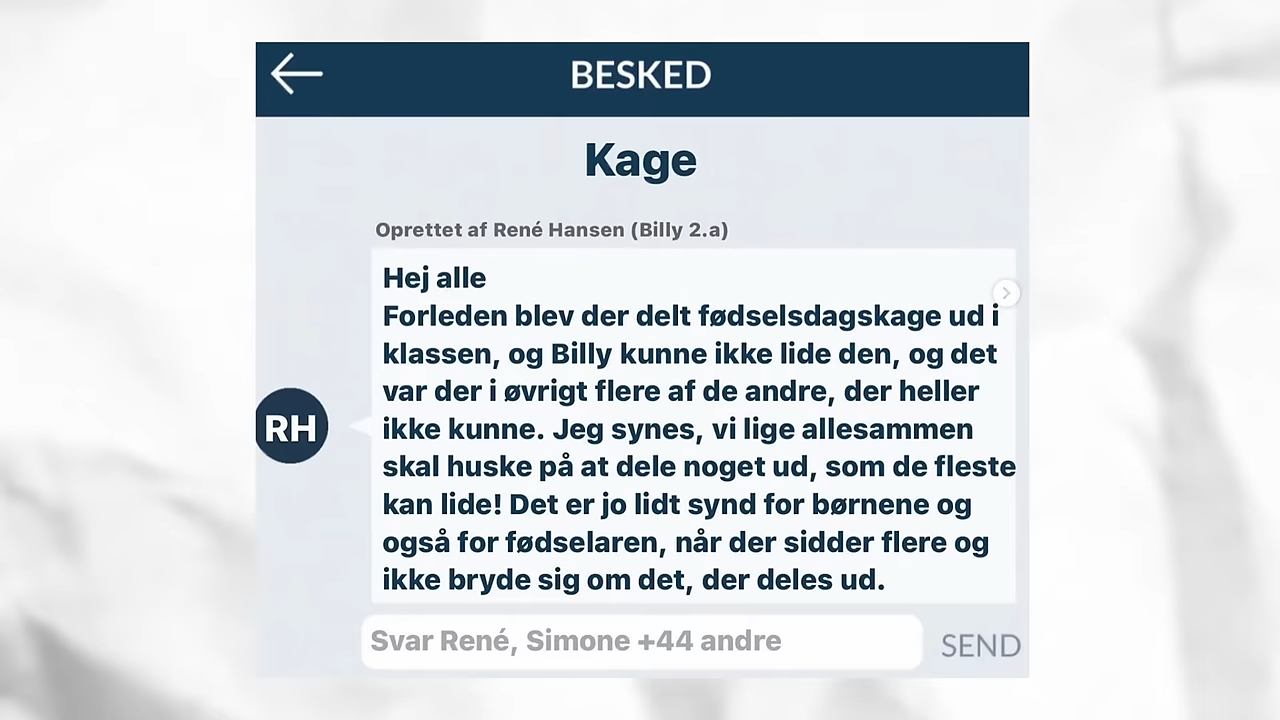 BESKED
Kage
Oprettet af René Hansen (Billy 2.a)
Hej alle
Forleden blev der delt fødselsdagskage ud i
klassen, og Billy kunne ikke lide den, og det
var der i øvrigt flere af de andre, der heller
ikke kunne. Jeg synes, vi lige allesammen
skal huske på at dele noget ud, som de fleste
kan lide! Det er jo lidt synd for børnene og
også for fødselaren, når der sidder flere og
ikke bryde sig om det, der deles ud.
RH
Svar René, Simone +44 andre
SEND